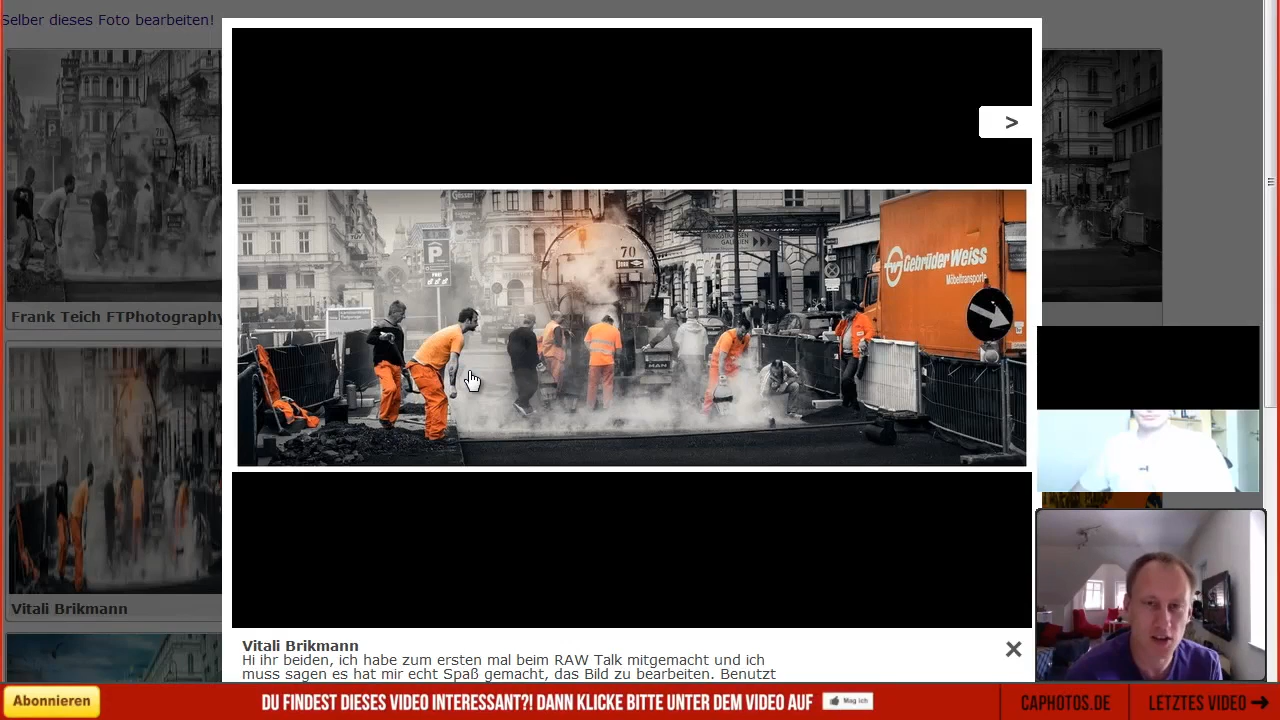 Selber dieses Foto bearbeiten!
>
P
70
70
P
MAN
Gebrüder Weiss
Möbeltransporte
Frank Teich FTPhotography
Vitali Brikmann
Vitali Brikmann
Hi ihr beiden, ich habe zum ersten mal beim RAW Talk mitgemacht und ich
muss sagen es hat mir echt Spaß gemacht, das Bild zu bearbeiten. Benutzt
Abonnieren
DU FINDEST DIESES VIDEO INTERESSANT?! DANN KLICKE BITTE UNTER DEM VIDEO AUF
Mag ich
CAPHOTOS.DE
LETZTES VIDEO